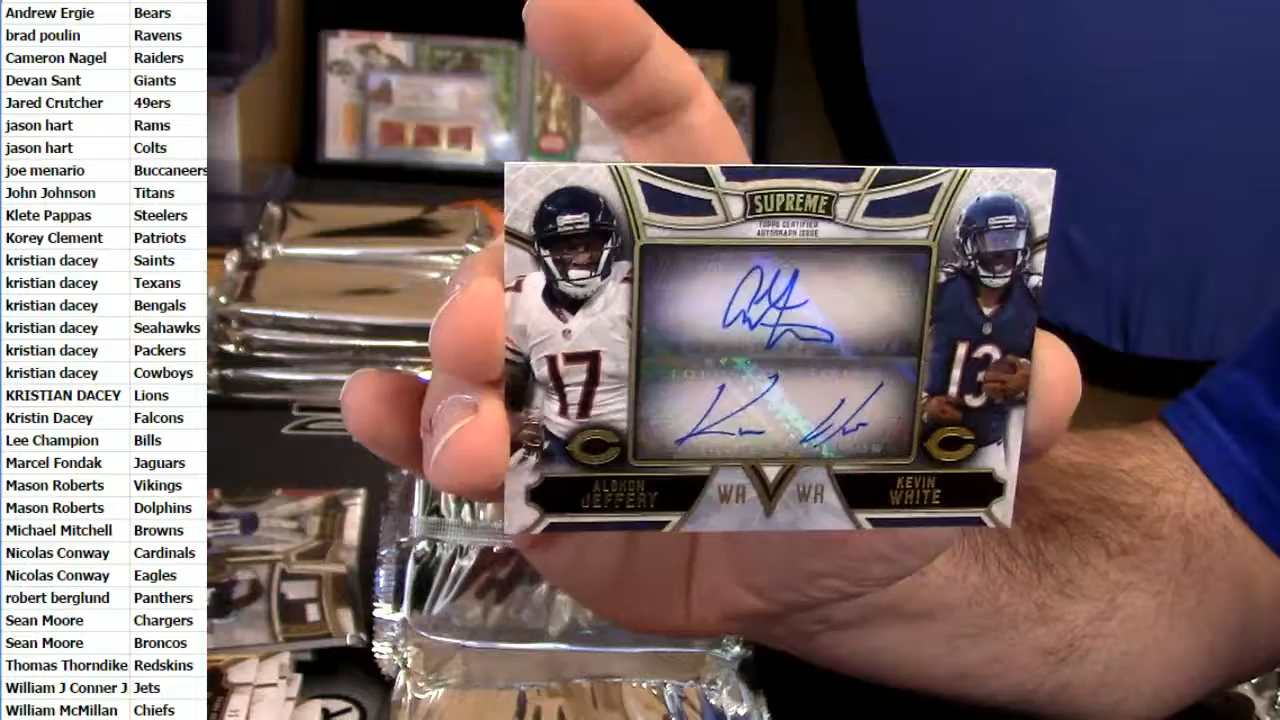 Andrew Ergie Bears
brad poulin Ravens
Cameron Nagel Raiders
Devan Sant Giants
Jared Crutcher 49ers
jason hart Rams
jason hart Colts
joe menario Buccaneers
John Johnson Titans
Klete Pappas Steelers
Korey Clement Patriots
kristian dacey Saints
kristian dacey Texans
kristian dacey Bengals
kristian dacey Seahawks
kristian dacey Packers
kristian dacey Cowboys
KRISTIAN DACEY Lions
Kristin Dacey Falcons
Lee Champion Bills
Marcel Fondak Jaguars
Mason Roberts Vikings
Mason Roberts Dolphins
Michael Mitchell Browns
Nicolas Conway Cardinals
Nicolas Conway Eagles
robert berglund Panthers
Sean Moore Chargers
Sean Moore Broncos
Thomas Thorndike Redskins
William J Conner J Jets
William McMillan Chiefs
SUPREME
TOPPS CERTIFIED
AUTOGRAPH ISSUE
17
13
ALSHON
JEFFERY
WR
WR
KEVIN
WHITE